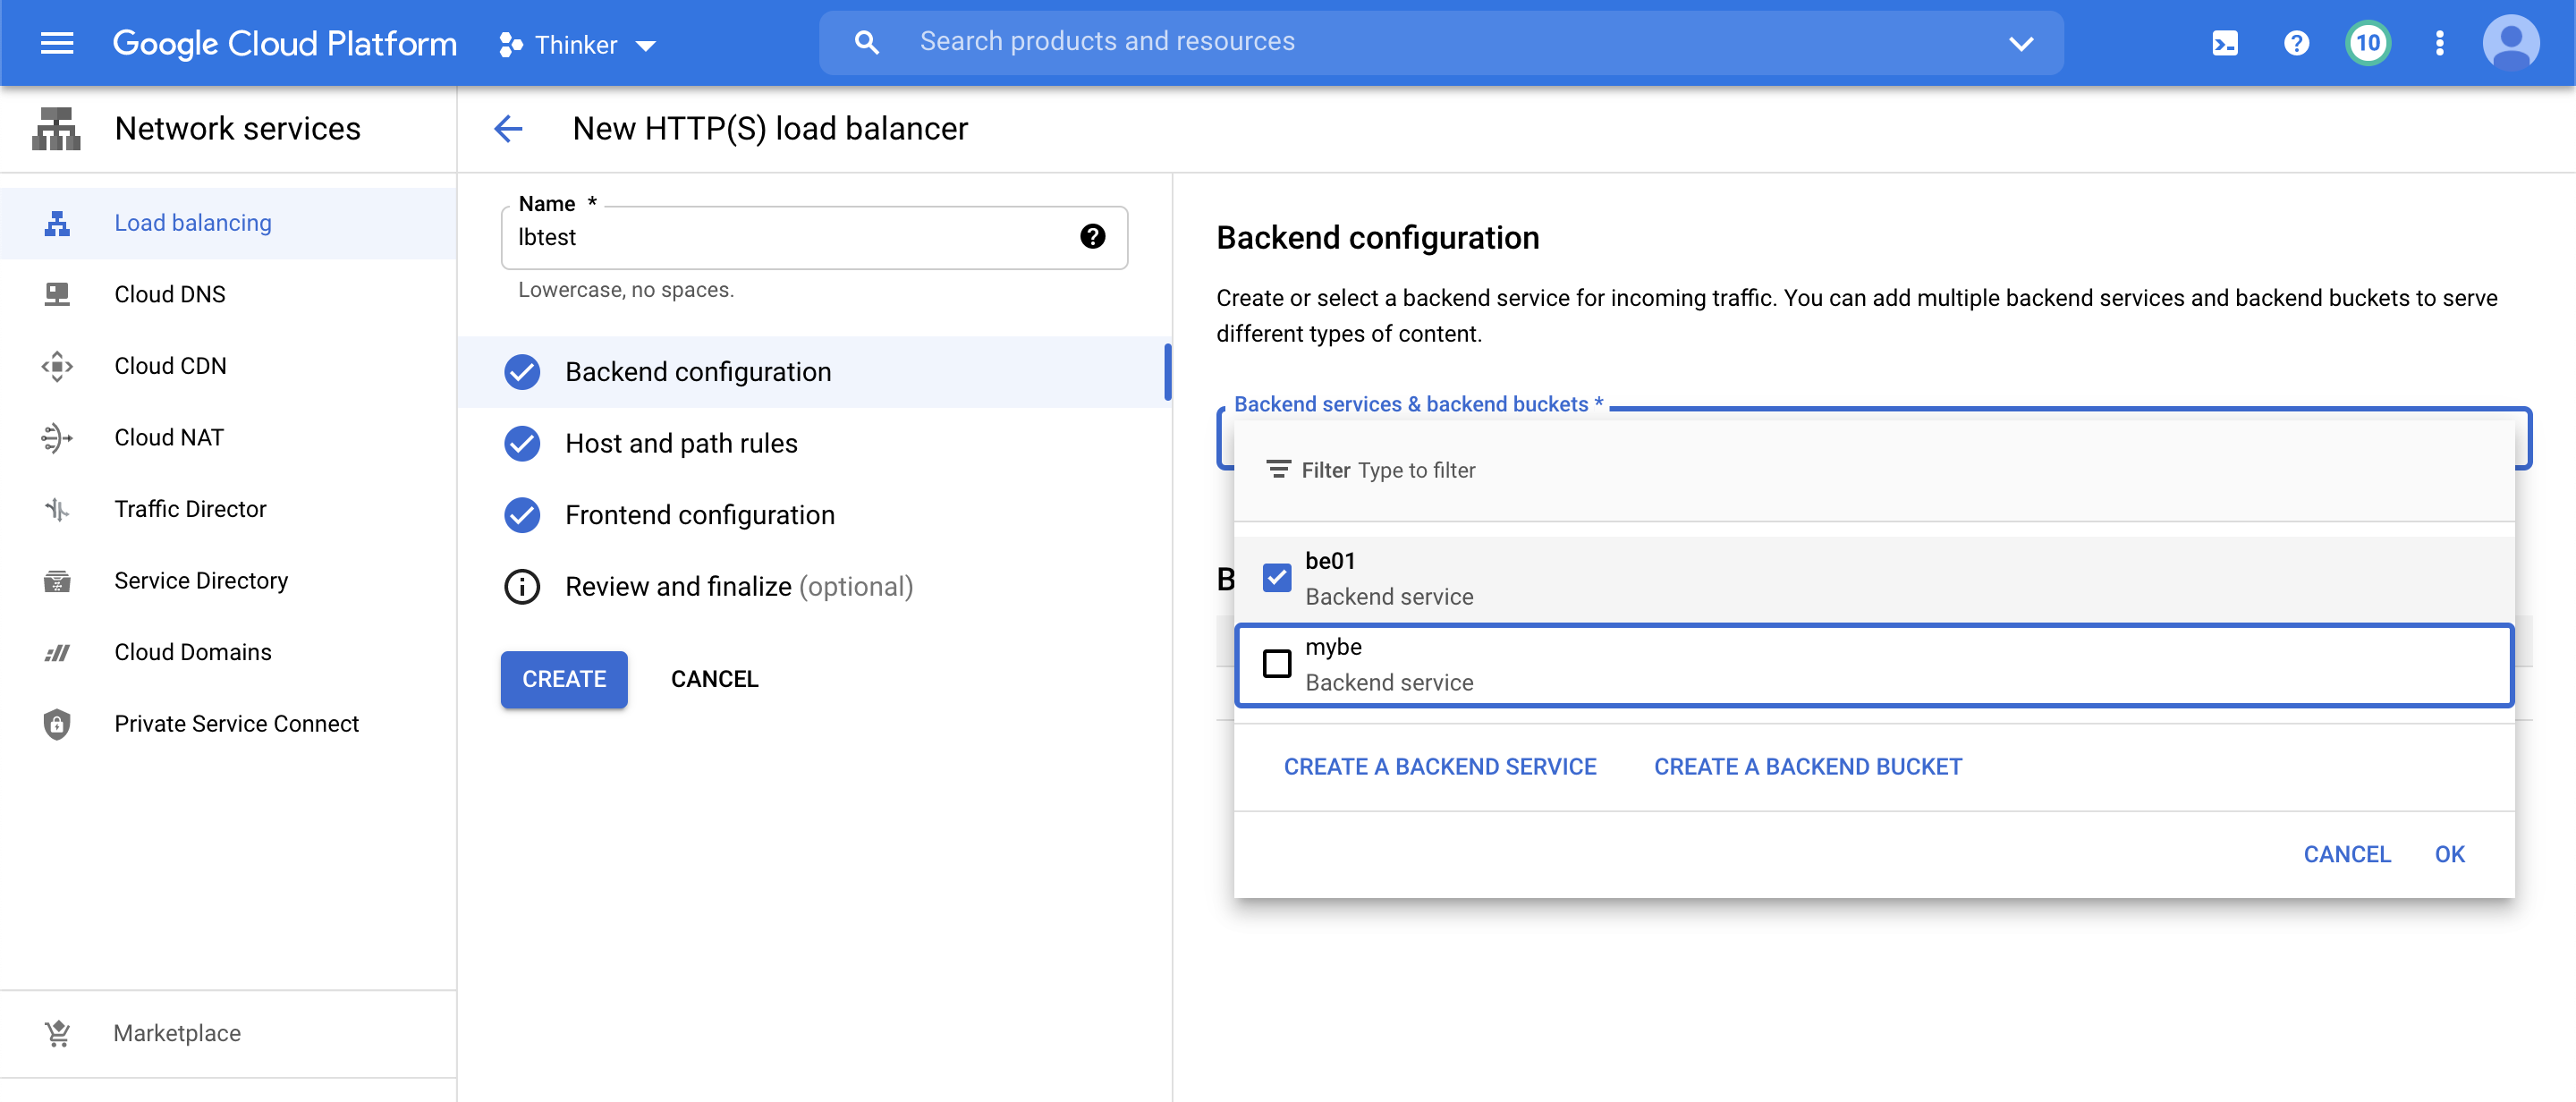 Google Cloud Platform
Thinker
Search products and resources
10
Network services
New HTTP(S) load balancer
Load balancing
Cloud DNS
Cloud CDN
Cloud NAT
Traffic Director
Service Directory
Cloud Domains
Private Service Connect
Marketplace
Name *
lbtest
Lowercase, no spaces.
Backend configuration
Host and path rules
Frontend configuration
Review and finalize (optional)
CREATE CANCEL
Backend configuration
Create or select a backend service for incoming traffic. You can add multiple backend services and backend buckets to serve
different types of content.
Backend services & backend buckets *
Filter Type to filter
be01
Backend service
mybe
Backend service
CREATE A BACKEND SERVICE CREATE A BACKEND BUCKET
CANCEL OK